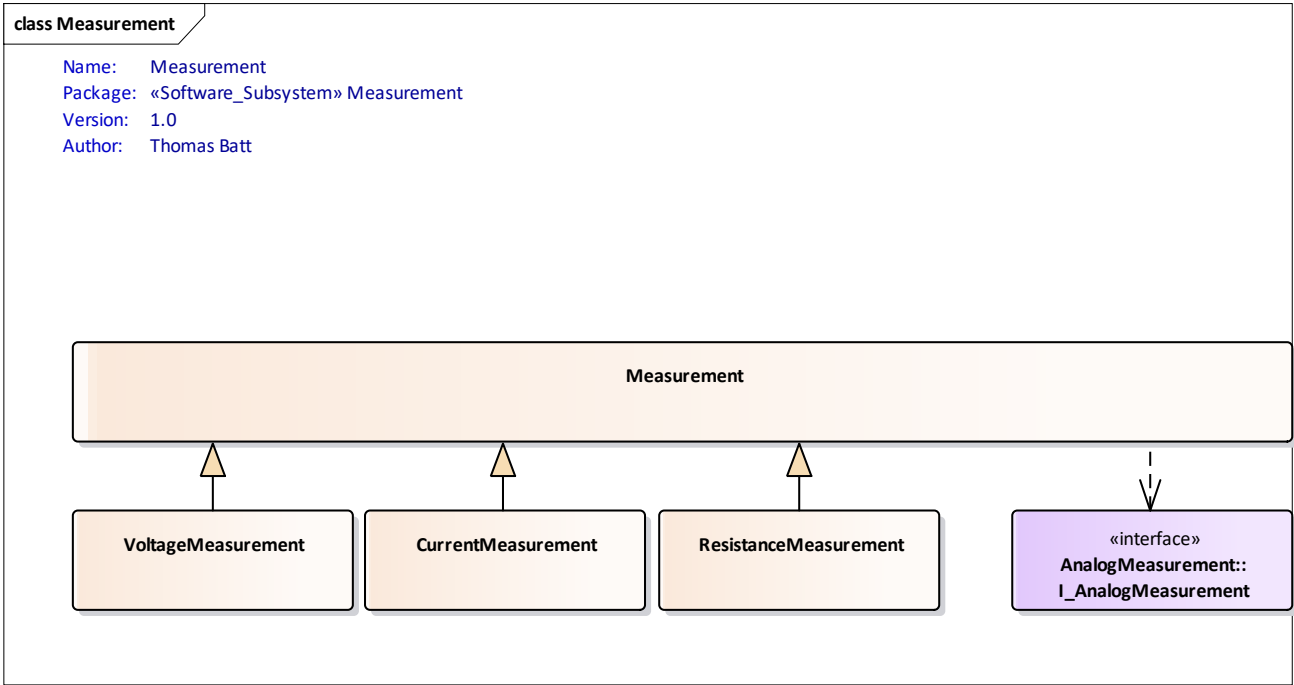 class Measurement
Name: Measurement
Package: «Software_Subsystem» Measurement
Version: 1.0
Author: Thomas Batt
Measurement
VoltageMeasurement
CurrentMeasurement
ResistanceMeasurement
«interface»
AnalogMeasurement::
I_AnalogMeasurement